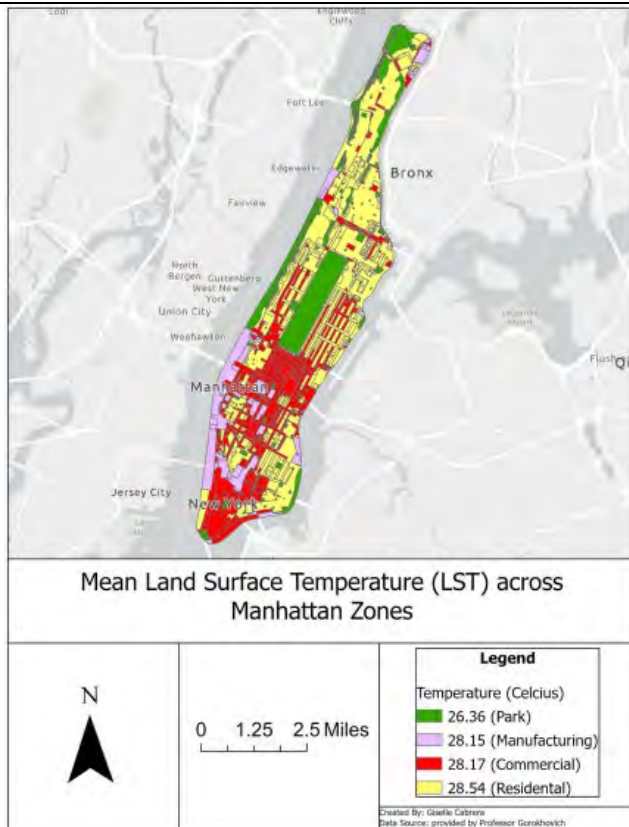 Englewood
Cliffs
Fort Lee
Edgewater
Bronx
Fairview
North
Bergen
Guttenberg
West New
York
Union City
Weehawken
Manhattan
Jersey City
New York
Mean Land Surface Temperature (LST) across
Manhattan Zones
N
0 1.25 2.5 Miles
Legend
Temperature (Celcius)
26.36 (Park)
28.15 (Manufacturing)
28.17 (Commercial)
28.54 (Residental)
Created By: Giselle Cabrera
Data Source: provided by Professor Gorokhovich